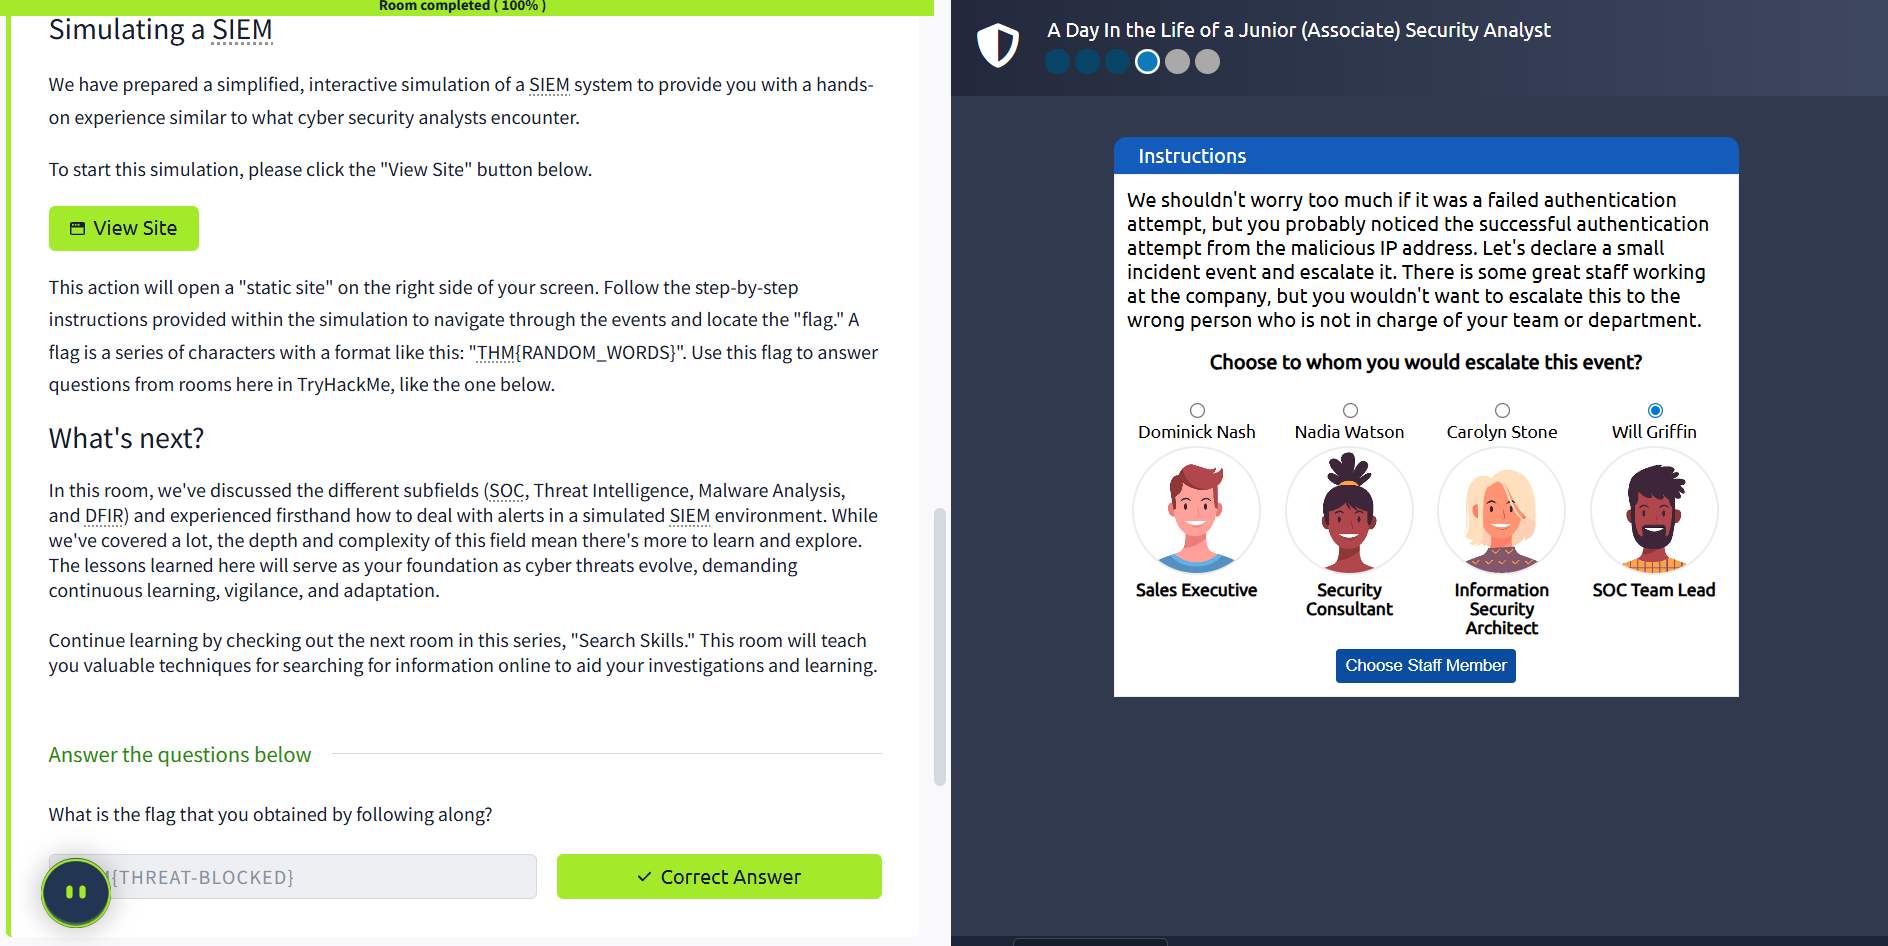 Room completed ( 100% )
Simulating a SIEM
We have prepared a simplified, interactive simulation of a SIEM system to provide you with a hands-
on experience similar to what cyber security analysts encounter.
To start this simulation, please click the "View Site" button below.
View Site
This action will open a "static site" on the right side of your screen. Follow the step-by-step
instructions provided within the simulation to navigate through the events and locate the "flag." A
flag is a series of characters with a format like this: "THM{RANDOM_WORDS}". Use this flag to answer
questions from rooms here in TryHackMe, like the one below.
What's next?
In this room, we've discussed the different subfields (SOC, Threat Intelligence, Malware Analysis,
and DFIR) and experienced firsthand how to deal with alerts in a simulated SIEM environment. While
we've covered a lot, the depth and complexity of this field mean there's more to learn and explore.
The lessons learned here will serve as your foundation as cyber threats evolve, demanding
continuous learning, vigilance, and adaptation.
Continue learning by checking out the next room in this series, "Search Skills." This room will teach
you valuable techniques for searching for information online to aid your investigations and learning.
Answer the questions below
What is the flag that you obtained by following along?
{THREAT-BLOCKED}
Correct Answer
A Day In the Life of a Junior (Associate) Security Analyst
Instructions
We shouldn't worry too much if it was a failed authentication
attempt, but you probably noticed the successful authentication
attempt from the malicious IP address. Let's declare a small
incident event and escalate it. There is some great staff working
at the company, but you wouldn't want to escalate this to the
wrong person who is not in charge of your team or department.
Choose to whom you would escalate this event?
Dominick Nash
Nadia Watson
Carolyn Stone
Will Griffin
Sales Executive
Security
Consultant
Information
Security
Architect
SOC Team Lead
Choose Staff Member